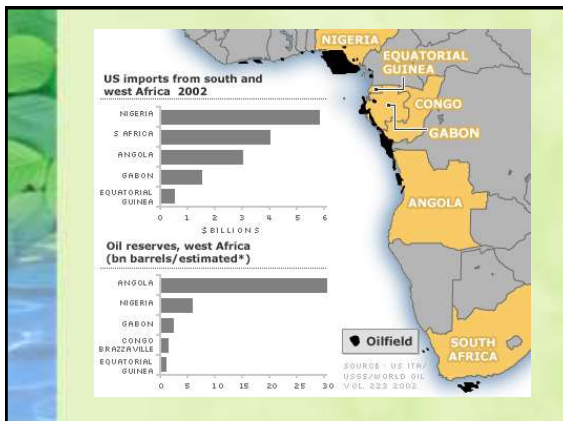 NIGERIA
EQUATORIAL
GUINEA
CONGO
GABON
ANGOLA
SOUTH
AFRICA
US imports from south and
west Africa 2002
NIGERIA
S AFRICA
ANGOLA
GABON
EQUATORIAL
GUINEA
0 1 2 3 4 5 6
$BILLIONS
Oil reserves, west Africa
(bn barrels/estimated*)
ANGOLA
NIGERIA
GABON
CONGO
BRAZZAVILLE
EQUATORIAL
GUINEA
0 5 10 15 20 25 30
Oilfield
SOURCE: US ITA/
USGS/WORLD OIL
VOL. 223 2002